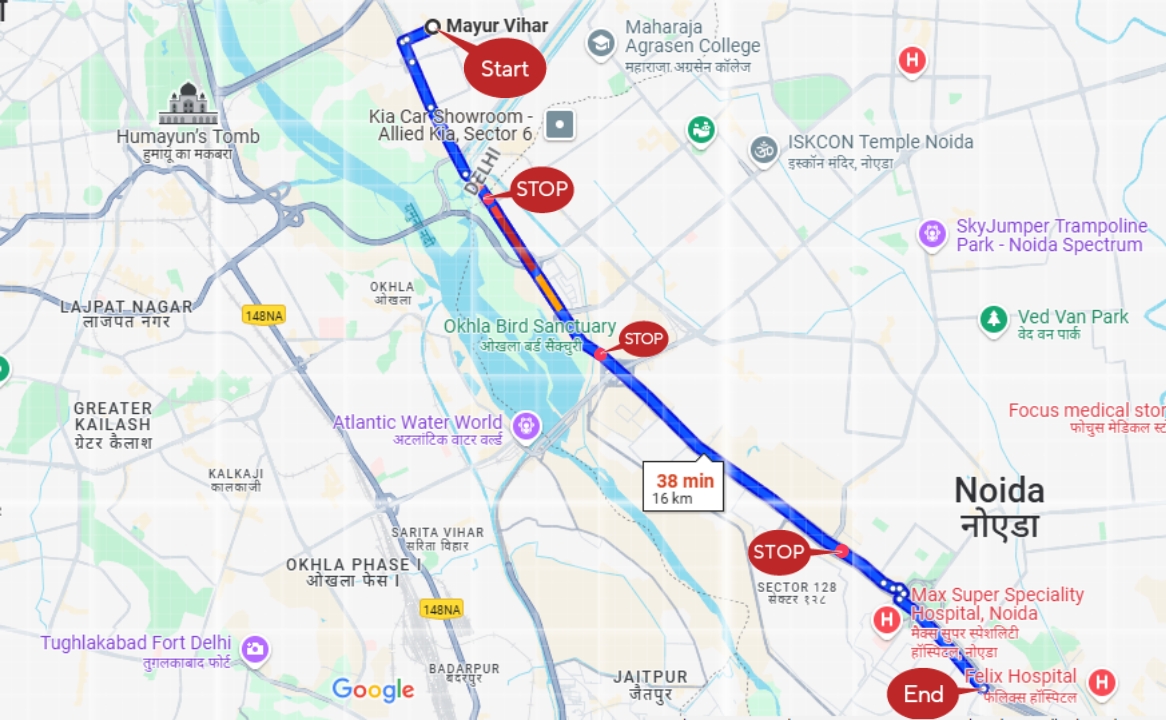 Mayur Vihar
Start
Maharaja
Agrasen College
महाराजा अग्रसेन कॉलेज
H
Kia Car Showroom -
Allied Kia, Sector 6
Humayun's Tomb
हुमायूं का मकबरा
ISKCON Temple Noida
इस्कॉन मंदिर, नोएडा
DELHI
STOP
SkyJumper Trampoline
Park - Noida Spectrum
यमुना नदी
OKHLA
ओखला
LAJPAT NAGAR
लाजपत नगर
148NA
Okhla Bird Sanctuary
ओखला बर्ड सैंक्चुरी
STOP
Ved Van Park
वेद वन पार्क
GREATER
KAILASH
ग्रेटर कैलाश
Atlantic Water World
अटलांटिक वाटर वर्ल्ड
Focus medical stor
फोचुस मेडिकल स्ट
KALKAJI
कालकाजी
38 min
16 km
Noida
नोएडा
SARITA VIHAR
सरिता विहार
OKHLA PHASE I
ओखला फेस I
STOP
SECTOR 128
सेक्टर १२८
148NA
Max Super Speciality
Hospital, Noida
मेक्स सुपर स्पेशलिटी
हॉस्पिटल, नोएडा
H
Tughlakabad Fort Delhi
तुगलकाबाद फोर्ट
BADARPUR
बदरपुर
JAITPUR
जैतपुर
Google
End
Felix Hospital
फेलिक्स हॉस्पिटल
H